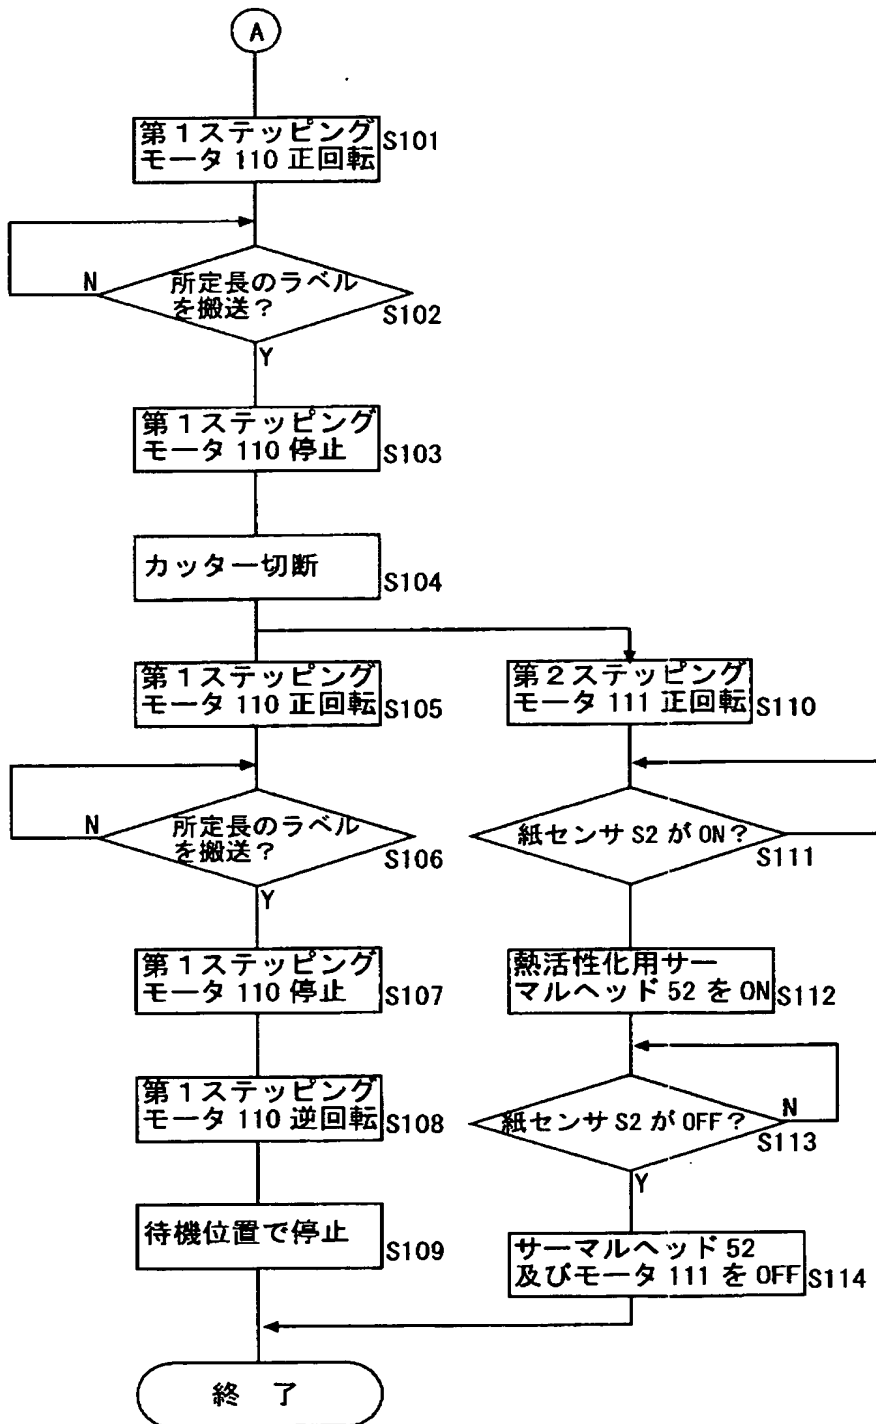 A
第1ステッピング
モータ 110 正回転
S101
所定長のラベル
を搬送？
S102
N
Y
第1ステッピング
モータ 110 停止
S103
カッター切断
S104
第1ステッピング
モータ 110 正回転
S105
所定長のラベル
を搬送？
S106
N
Y
第1ステッピング
モータ 110 停止
S107
第1ステッピング
モータ 110 逆回転
S108
待機位置で停止
S109
第2ステッピング
モータ 111 正回転
S110
紙センサ S2 が ON？
S111
熱活性化用サー
マルヘッド 52 を ON
S112
紙センサ S2 が OFF？
S113
N
Y
サーマルヘッド 52
及びモータ 111 を OFF
S114
終 了